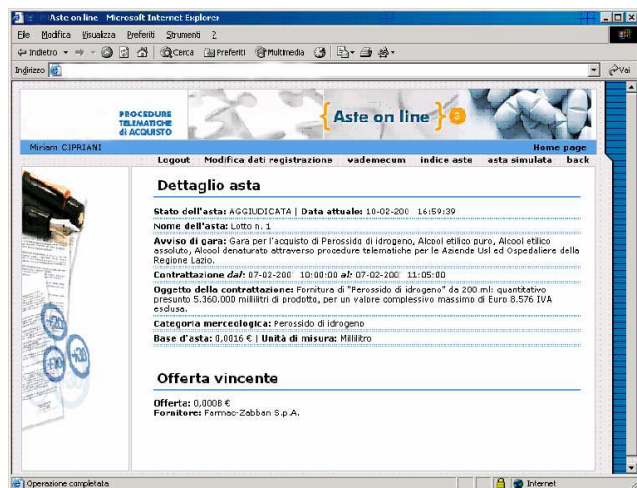 Aste on line - Microsoft Internet Explorer
File Modifica Visualizza Preferiti Strumenti ?
Indietro Cerca Preferiti Multimedia
Indirizzo Vai
PROCEDURE
TELEMATICHE
di ACQUISTO
{ Aste on line }
Miriam CIPRIANI Home page
Logout Modifica dati registrazione vademecum indice aste asta simulata back
Dettaglio asta
Stato dell'asta: AGGIUDICATA | Data attuale: 10-02-200 16:59:39
Nome dell'asta: Lotto n. 1
Avviso di gara: Gara per l'acquisto di Perossido di idrogeno, Alcool etilico puro, Alcool etilico
assoluto, Alcool denaturato attraverso procedure telematiche per le Aziende Usl ed Ospedaliere della
Regione Lazio.
Contrattazione dal: 07-02-200 10:00:00 al: 07-02-200 11:05:00
Oggetto della contrattazione: Fornitura di "Perossido di idrogeno" da 200 ml: quantitativo
presunto 5.360.000 millilitri di prodotto, per un valore complessivo massimo di Euro 8.576 IVA
esclusa.
Categoria merceologica: Perossido di idrogeno
Base d'asta: 0,0016 € | Unità di misura: Millilitro
Offerta vincente
Offerta: 0,0008 €
Fornitore: Farmac-Zabban S.p.A.
Operazione completata Internet